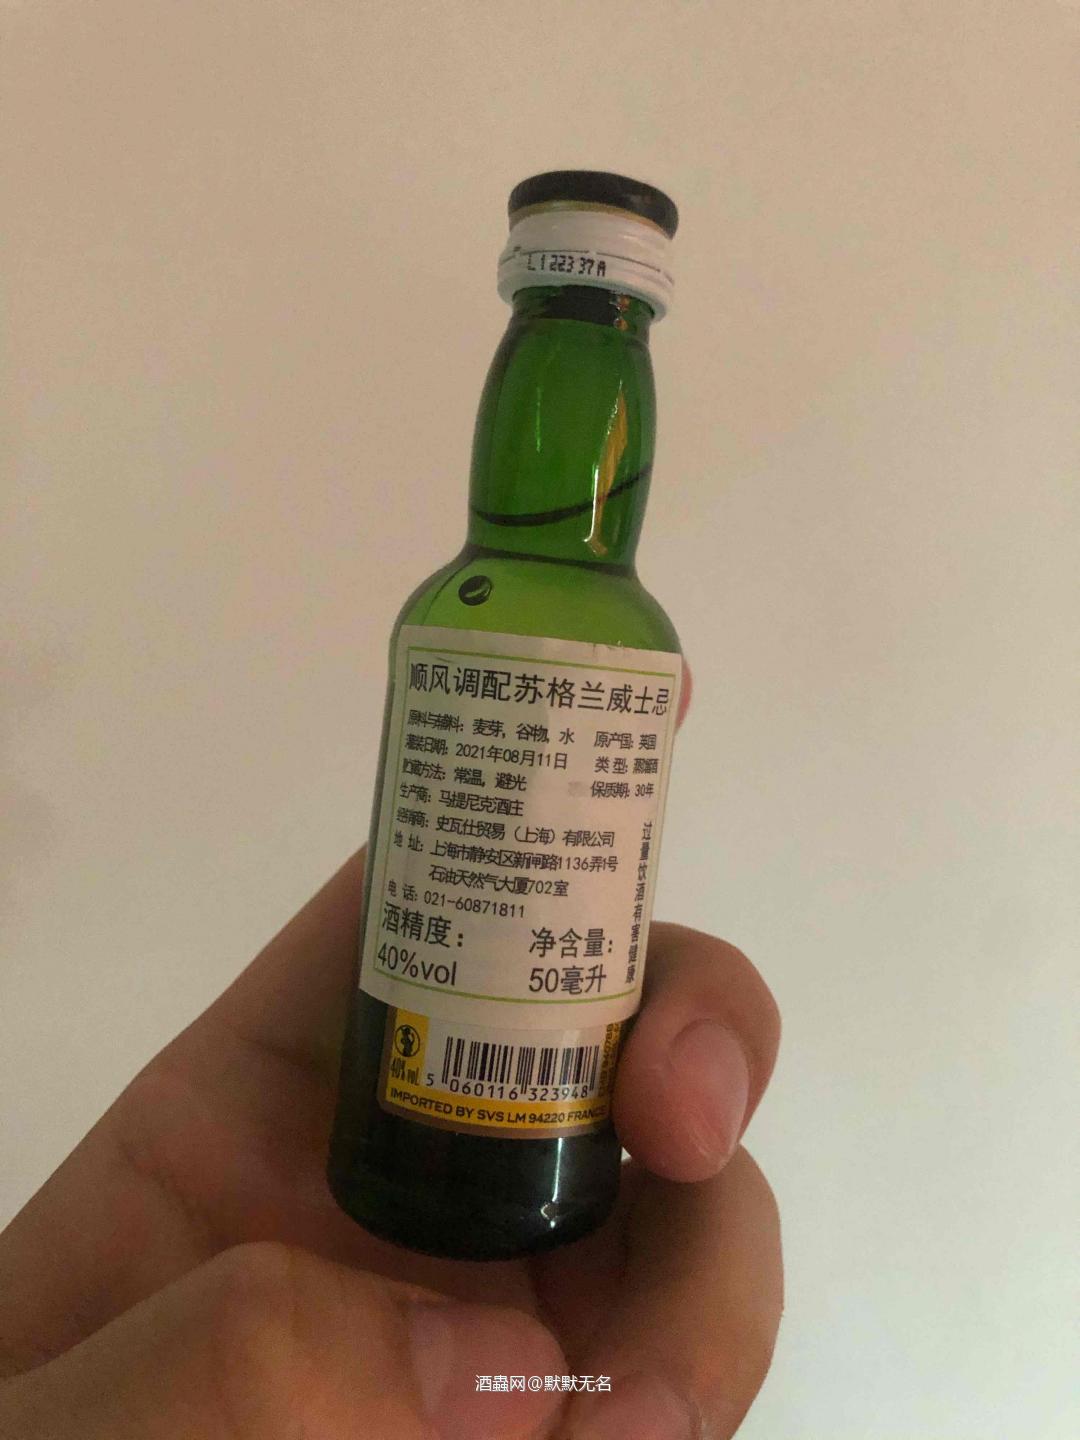 L122337A
顺风调配苏格兰威士忌
原料与辅料：麦芽，谷物，水 原产国：英国
灌装日期：2021年08月11日 类 型：蒸馏酒
贮藏方法：常温，避光 保质期：30年
生产商：马提尼克酒庄
经销商：史瓦仕贸易（上海）有限公司
地 址：上海市静安区新闸路1136弄1号
石油天然气大厦702室
电 话：021-60871811
酒精度： 净含量：
40%vol 50毫升
过量饮酒有害健康
40% vol.
5 060116 323948
IMPORTED BY SVS LM 94220 FRANCE
酒蟲网@默默无名